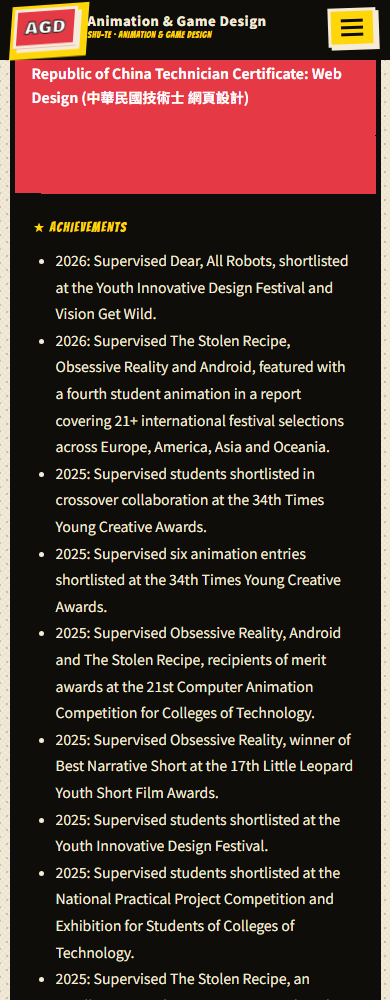 AGD
Animation & Game Design
SHU-TE • ANIMATION & GAME DESIGN
Republic of China Technician Certificate: Web
Design (中華民國技術士 網頁設計)
★ ACHIEVEMENTS
• 2026: Supervised Dear, All Robots, shortlisted
at the Youth Innovative Design Festival and
Vision Get Wild.
• 2026: Supervised The Stolen Recipe,
Obsessive Reality and Android, featured with
a fourth student animation in a report
covering 21+ international festival selections
across Europe, America, Asia and Oceania.
• 2025: Supervised students shortlisted in
crossover collaboration at the 34th Times
Young Creative Awards.
• 2025: Supervised six animation entries
shortlisted at the 34th Times Young Creative
Awards.
• 2025: Supervised Obsessive Reality, Android
and The Stolen Recipe, recipients of merit
awards at the 21st Computer Animation
Competition for Colleges of Technology.
• 2025: Supervised Obsessive Reality, winner of
Best Narrative Short at the 17th Little Leopard
Youth Short Film Awards.
• 2025: Supervised students shortlisted at the
Youth Innovative Design Festival.
• 2025: Supervised students shortlisted at the
National Practical Project Competition and
Exhibition for Students of Colleges of
Technology.
• 2025: Supervised The Stolen Recipe, an